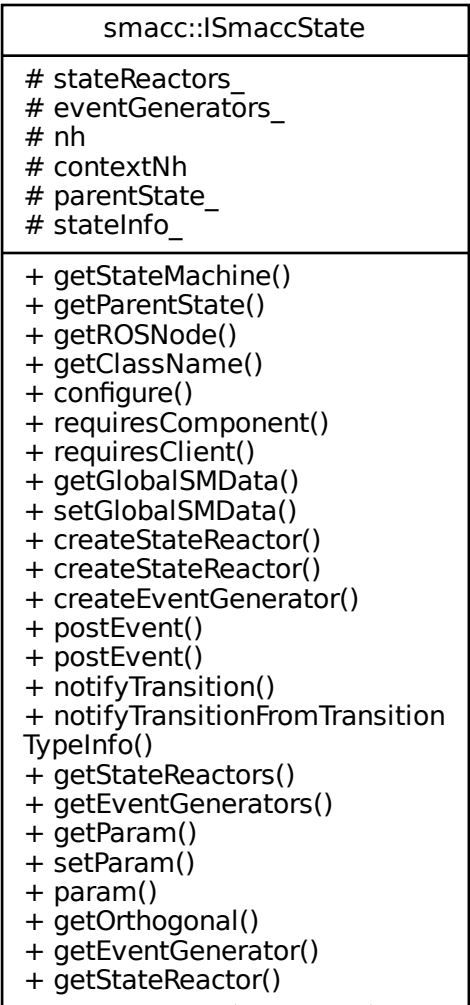 smacc::ISmaccState
# stateReactors_
# eventGenerators_
# nh
# contextNh
# parentState_
# stateInfo_
+ getStateMachine()
+ getParentState()
+ getROSNode()
+ getClassName()
+ configure()
+ requiresComponent()
+ requiresClient()
+ getGlobalSMData()
+ setGlobalSMData()
+ createStateReactor()
+ createStateReactor()
+ createEventGenerator()
+ postEvent()
+ postEvent()
+ notifyTransition()
+ notifyTransitionFromTransition
TypeInfo()
+ getStateReactors()
+ getEventGenerators()
+ getParam()
+ setParam()
+ param()
+ getOrthogonal()
+ getEventGenerator()
+ getStateReactor()